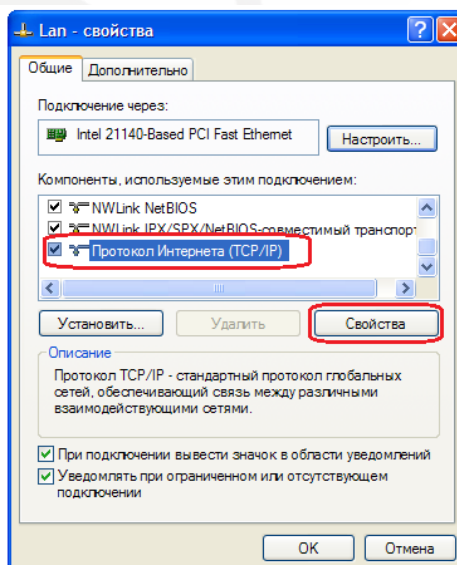 Lan - свойства
Общие Дополнительно
Подключение через:
Intel 21140-Based PCI Fast Ethernet
Настроить...
Компоненты, используемые этим подключением:
NWLink NetBIOS
NWLink IPX/SPX/NetBIOS-совместимый транспор
Протокол Интернета (TCP/IP)
Установить... Удалить Свойства
Описание
Протокол TCP/IP - стандартный протокол глобальных
сетей, обеспечивающий связь между различными
взаимодействующими сетями.
При подключении вывести значок в области уведомлений
Уведомлять при ограниченном или отсутствующем
подключении
OK Отмена